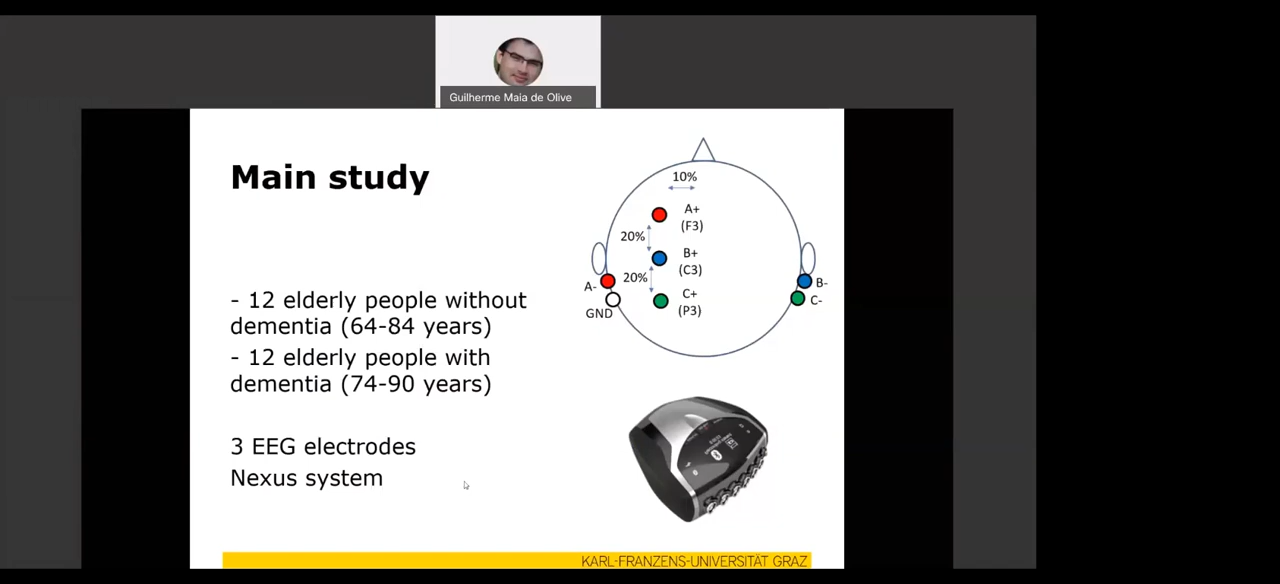 Guilherme Maia de Olive
Main study
- 12 elderly people without
dementia (64-84 years)
- 12 elderly people with
dementia (74-90 years)
3 EEG electrodes
Nexus system
10%
A+
(F3)
20%
B+
(C3)
20%
C+
(P3)
A-
GND
B-
C-
KARL-FRANZENS-UNIVERSITÄT GRAZ